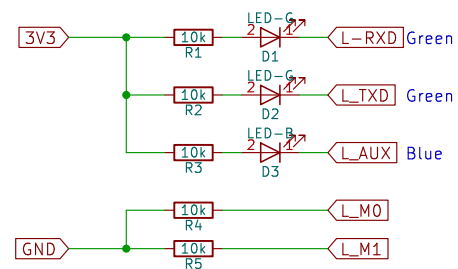 LED-G
3V3 10k 2 1 L-RXD Green
R1 D1
LED-G
10k 2 1 L_TXD Green
R2 D2
LED-B
10k 2 1 L_AUX Blue
R3 D3
10k L_M0
R4
GND 10k L_M1
R5